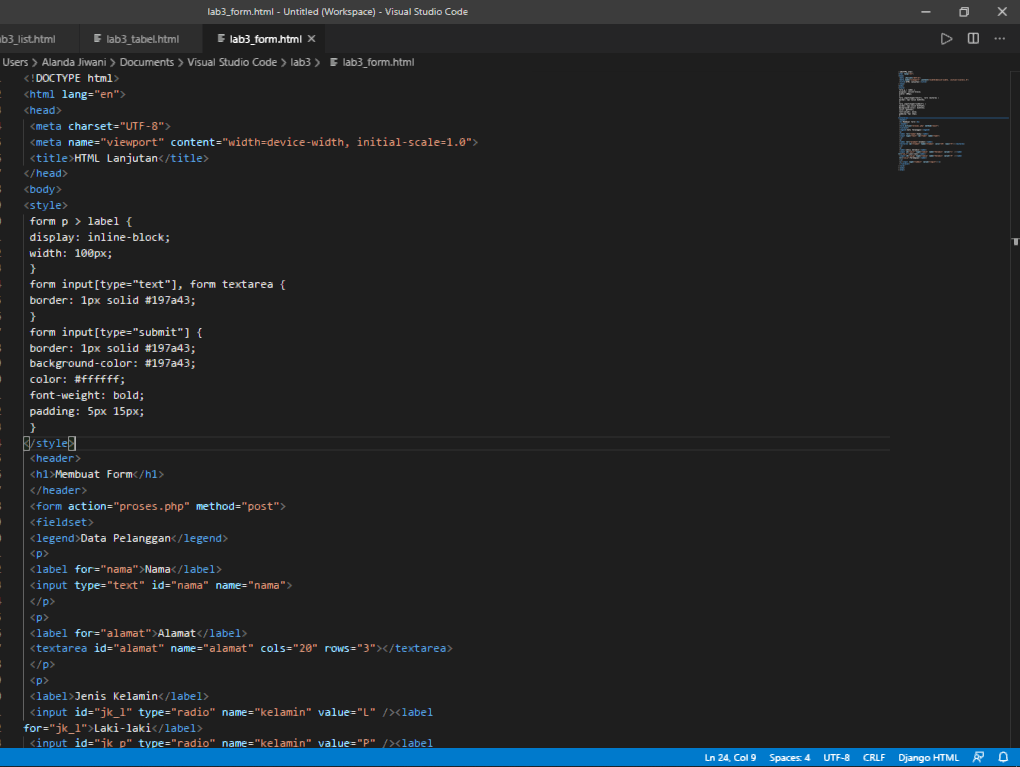 lab3_form.html - Untitled (Workspace) - Visual Studio Code
b3_list.html lab3_tabel.html lab3_form.html
Users > Alanda Jiwani > Documents > Visual Studio Code > lab3 > lab3_form.html
<!DOCTYPE html>
<html lang="en">
<head>
<meta charset="UTF-8">
<meta name="viewport" content="width=device-width, initial-scale=1.0">
<title>HTML Lanjutan</title>
</head>
<body>
<style>
form p > label {
display: inline-block;
width: 100px;
}
form input[type="text"], form textarea {
border: 1px solid #197a43;
}
form input[type="submit"] {
border: 1px solid #197a43;
background-color: #197a43;
color: #ffffff;
font-weight: bold;
padding: 5px 15px;
}
</style>
<header>
<h1>Membuat Form</h1>
</header>
<form action="proses.php" method="post">
<fieldset>
<legend>Data Pelanggan</legend>
<p>
<label for="nama">Nama</label>
<input type="text" id="nama" name="nama">
</p>
<p>
<label for="alamat">Alamat</label>
<textarea id="alamat" name="alamat" cols="20" rows="3"></textarea>
</p>
<p>
<label>Jenis Kelamin</label>
<input id="jk_l" type="radio" name="kelamin" value="L" /><label
for="jk_l">Laki-laki</label>
<input id="jk_p" type="radio" name="kelamin" value="P" /><label
Ln 24, Col 9 Spaces: 4 UTF-8 CRLF Django HTML